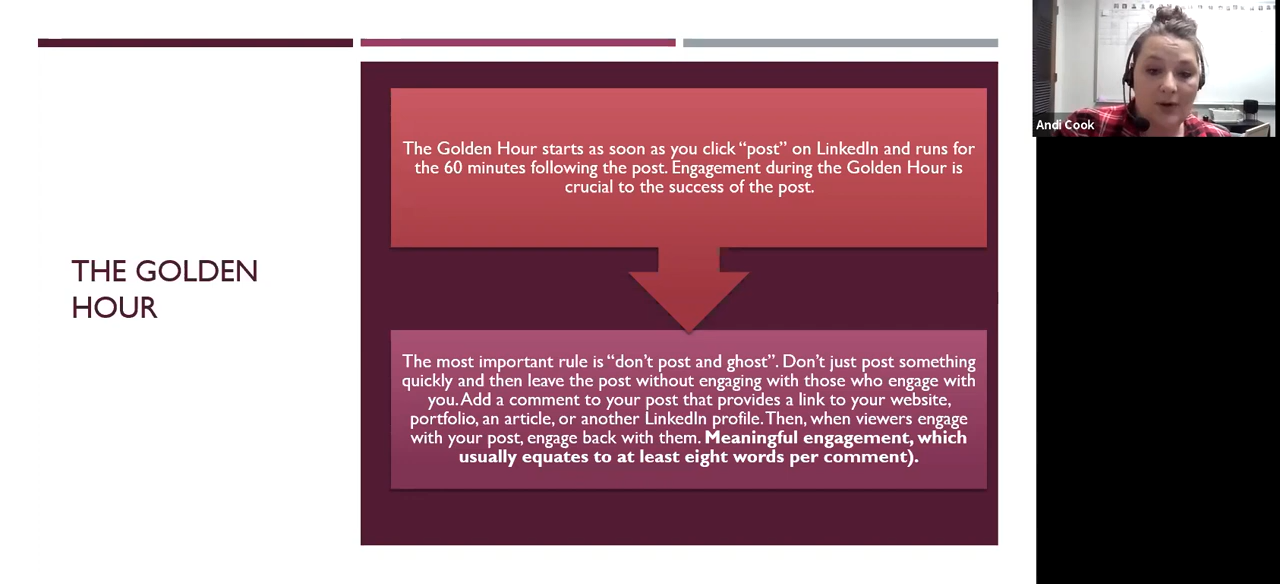 THE GOLDEN
HOUR
The Golden Hour starts as soon as you click “post” on LinkedIn and runs for
the 60 minutes following the post. Engagement during the Golden Hour is
crucial to the success of the post.
The most important rule is “don’t post and ghost”. Don’t just post something
quickly and then leave the post without engaging with those who engage with
you. Add a comment to your post that provides a link to your website,
portfolio, an article, or another LinkedIn profile. Then, when viewers engage
with your post, engage back with them. Meaningful engagement, which
usually equates to at least eight words per comment).
Andi Cook